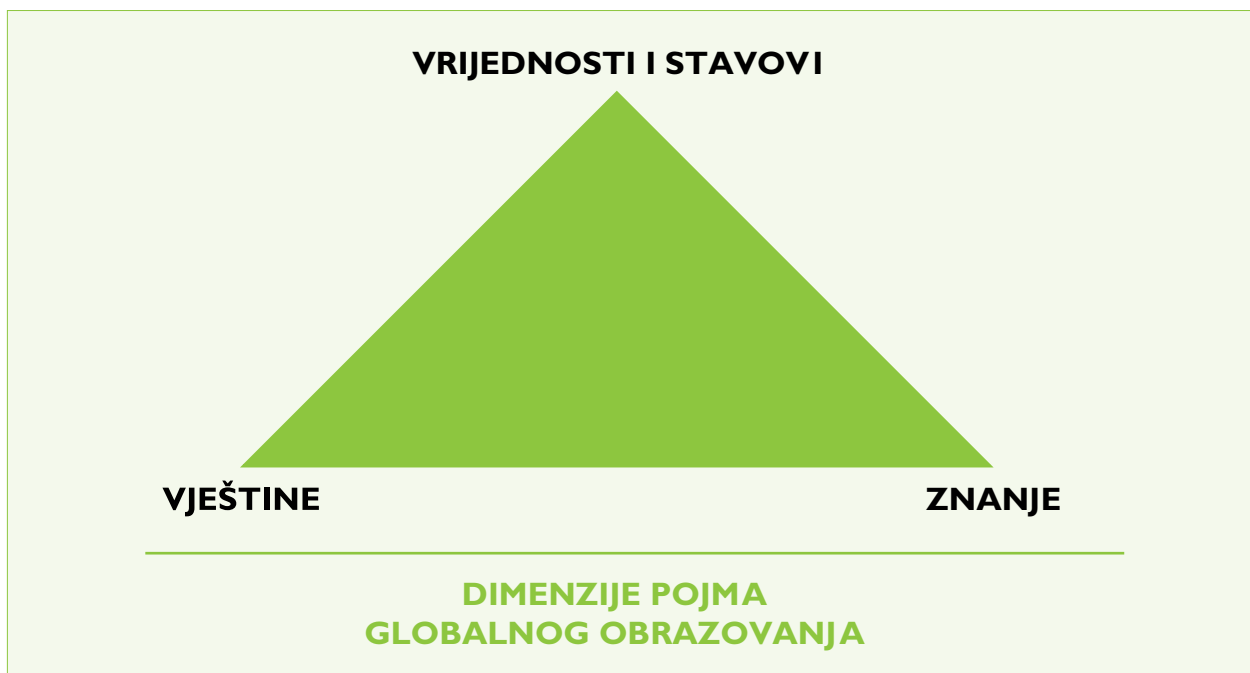 VRIJEDNOSTI I STAVOVI
VJEŠTINE
ZNANJE
DIMENZIJE POJMA
GLOBALNOG OBRAZOVANJA